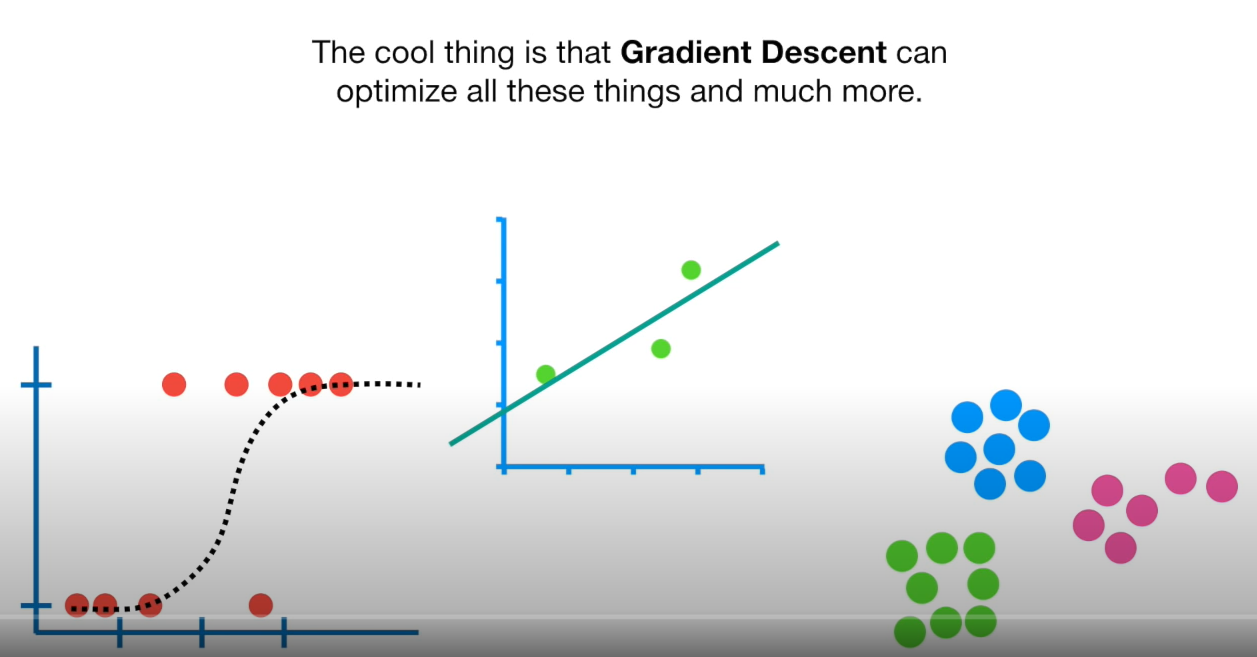 The cool thing is that Gradient Descent can
optimize all these things and much more.